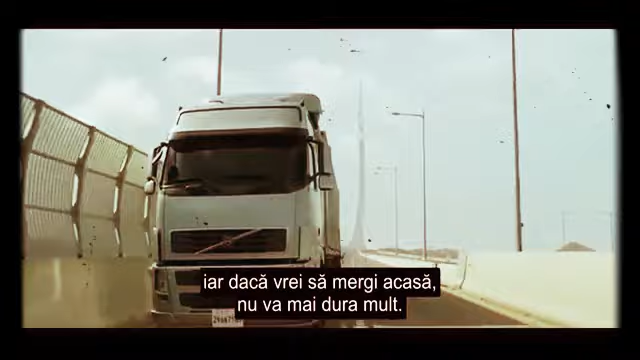 iar dacă vrei să mergi acasă,
nu va mai dura mult.